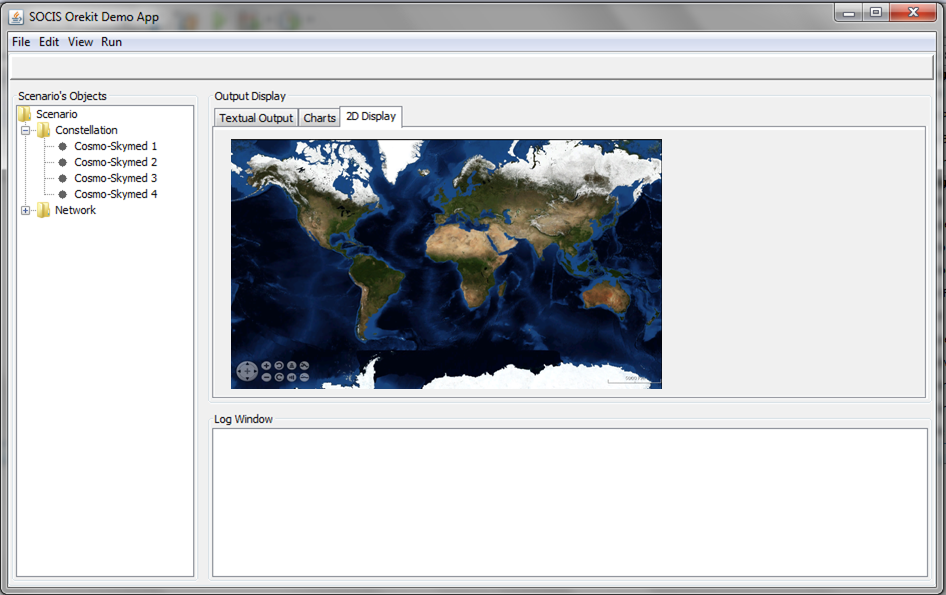 SOCIS Orekit Demo App
File Edit View Run
Scenario's Objects
Scenario
Constellation
Cosmo-Skymed 1
Cosmo-Skymed 2
Cosmo-Skymed 3
Cosmo-Skymed 4
Network
Output Display
Textual Output Charts 2D Display
Log Window